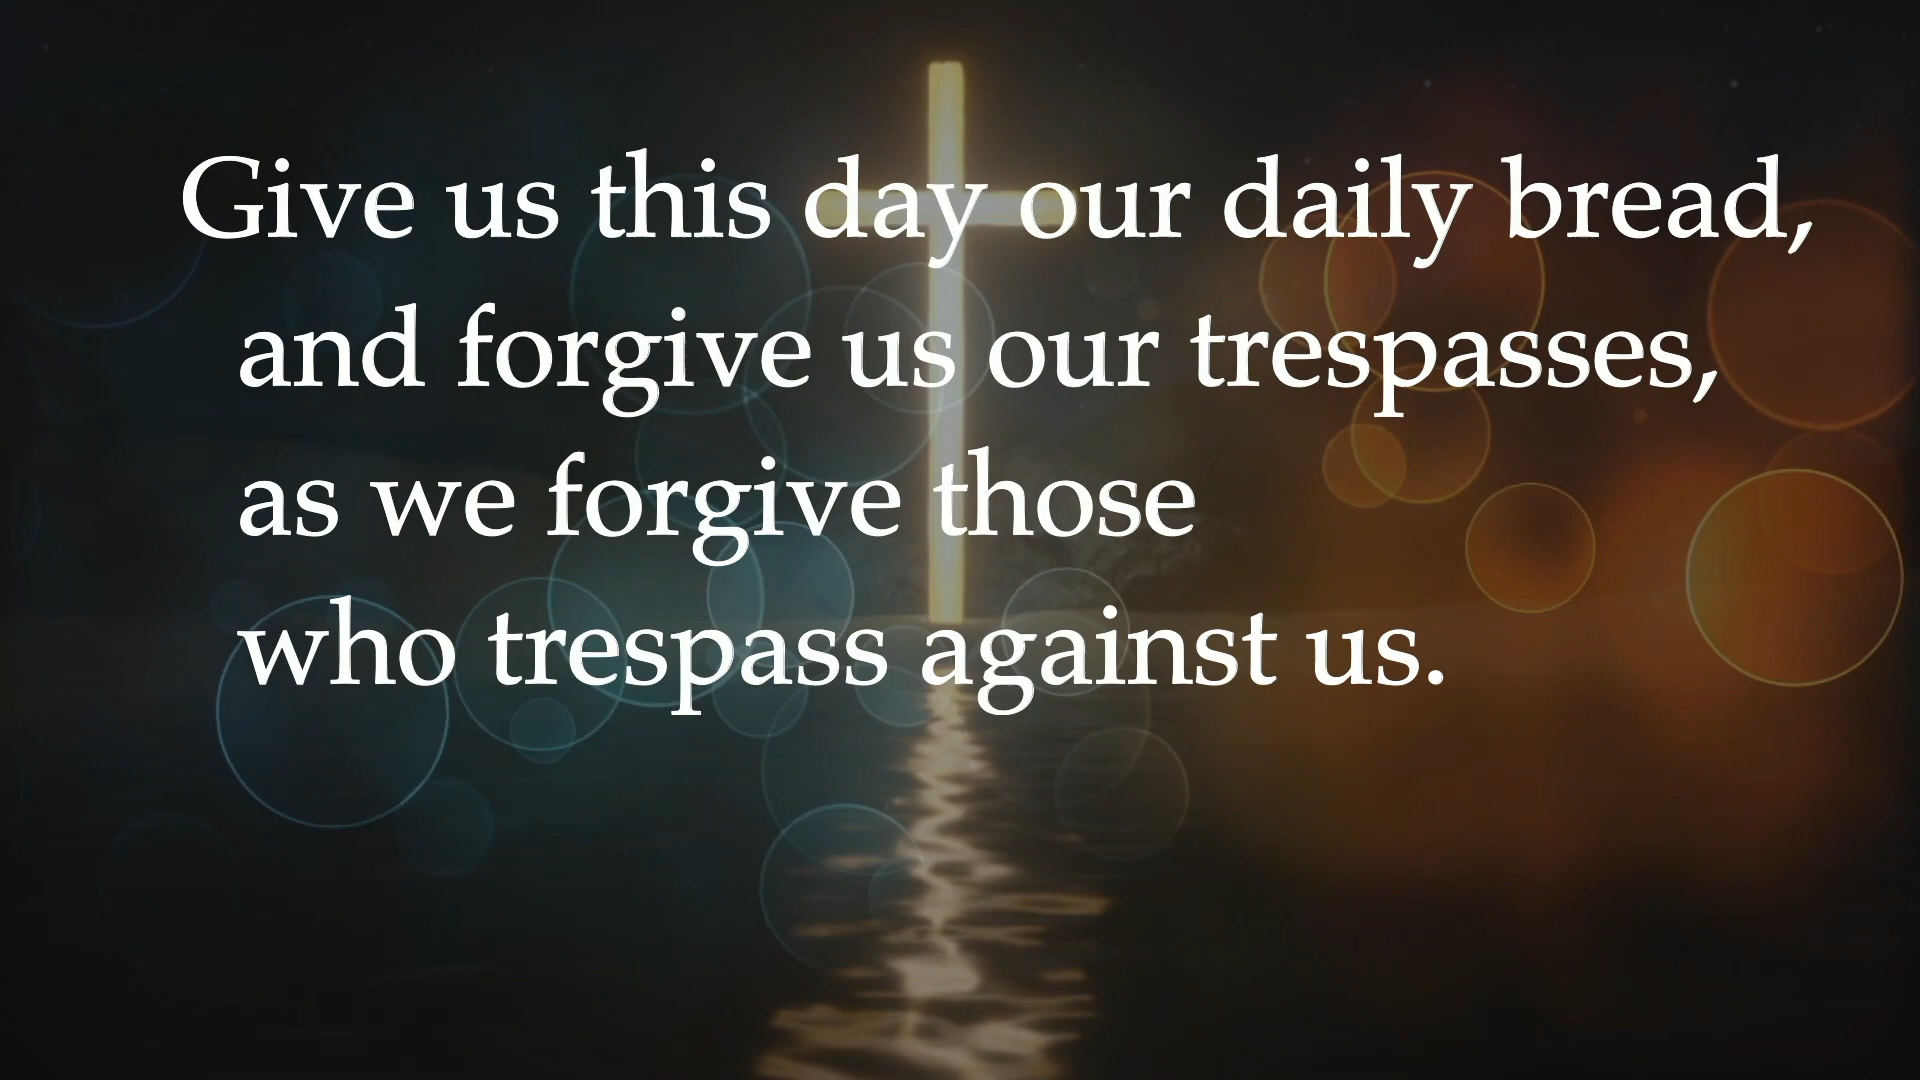 Give us this day our daily bread,
and forgive us our trespasses,
as we forgive those
who trespass against us.